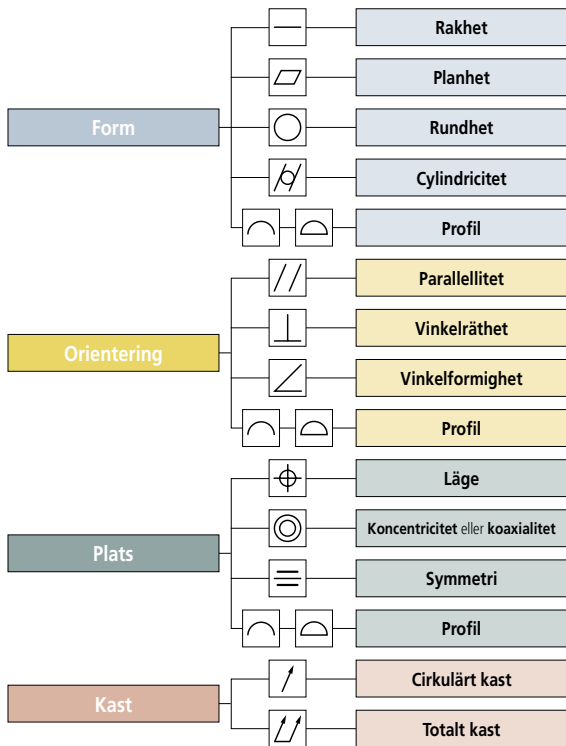 Form
Rakhet
Planhet
Rundhet
Cylindricitet
Profil
Orientering
Parallellitet
Vinkelräthet
Vinkelformighet
Profil
Plats
Läge
Koncentricitet eller koaxialitet
Symmetri
Profil
Kast
Cirkulärt kast
Totalt kast